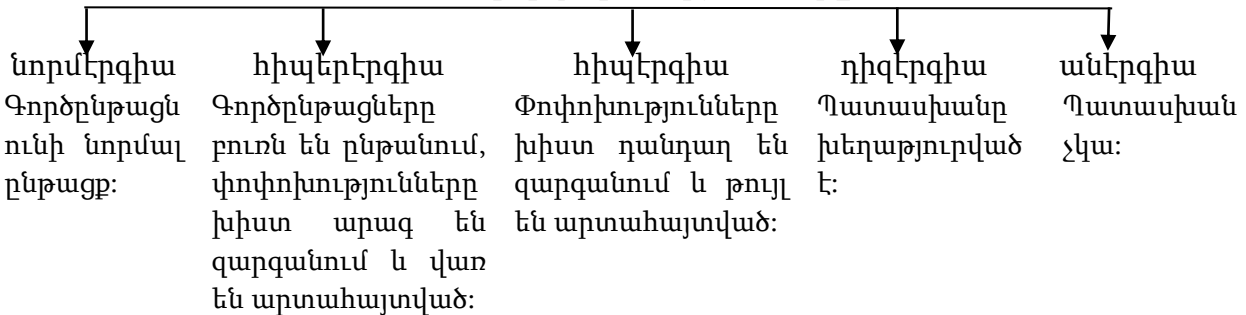 նորմէրգիա
Գործընթացն
ունի նորմալ
ընթացք:
հիպերէրգիա
Գործընթացները
բուռն են ընթանում,
փոփոխությունները
խիստ արագ են
զարգանում և վառ
են արտահայտված:
հիպէրգիա
Փոփոխությունները
խիստ դանդաղ են
զարգանում և թույլ
են արտահայտված:
դիզէրգիա
Պատասխանը
խեղաթյուրված
է:
անէրգիա
Պատասխան
չկա: